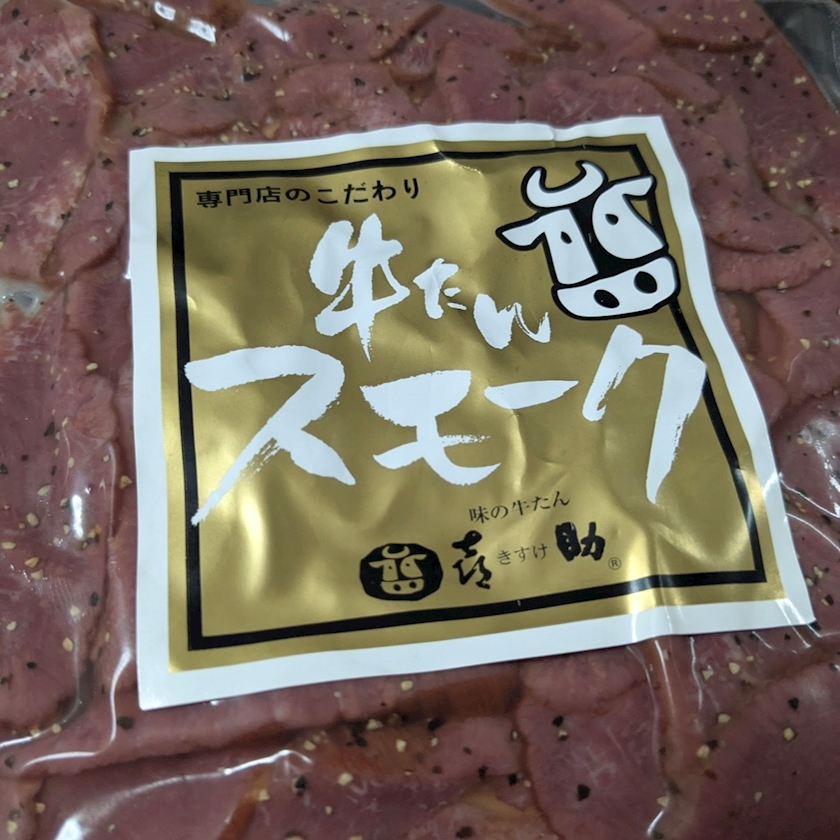 専門店のこだわり
牛たん
スモーク
味の牛たん
喜助
きすけ
®